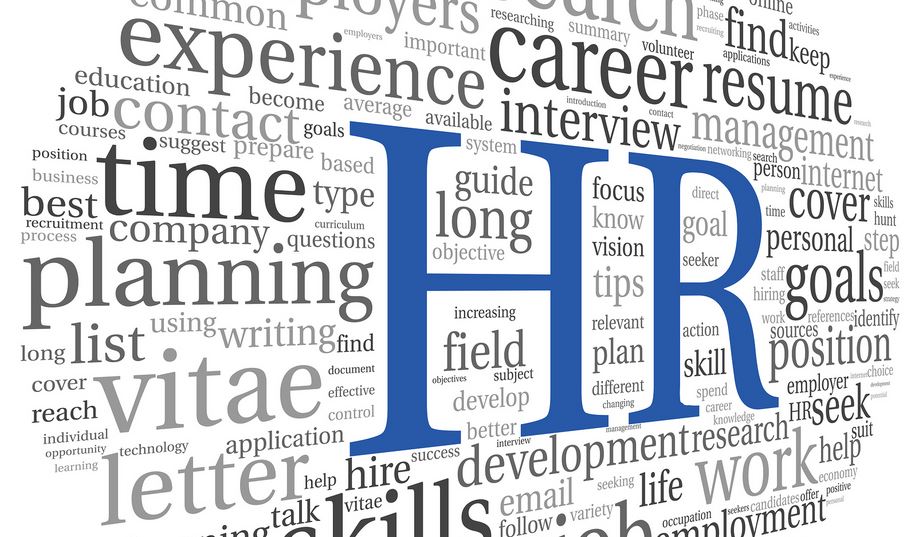 common
employers
researching
search
phase
online
activities
experience
employers
important
career
summary
volunteer
recruiting
find
keep
applications
experience
education
become
average
available
introduction
contact
resume
research
job
contact
goals
interview
management
courses
suggest
prepare
system
negotiation
networking
search
position
time
based
guide
focus
direct
person
internet
business
type
long
know
goal
planning
cover
skills
best
curriculum
objective
vision
seeker
time
hunt
recruitment
company
questions
HR
personal
step
process
planning
tips
staff
goals
field
hiring
seek
strategy
increasing
relevant
action
work
references
identify
long
list
using
writing
find
field
plan
skill
sources
position
cover
vitae
document
objectives
subject
different
spend
employer
internet
choice
development
reach
effective
develop
changing
career
HR
seek
potential
control
knowledge
individual
application
better
management
suit
opportunity
technology
interview
development
research
help
learning
letter
success
work
economy
help
hire
seeking
life
vitae
email
talk
skills
follow
variety
occupation
seekers
candidates
offer
positive
personal
job
employment